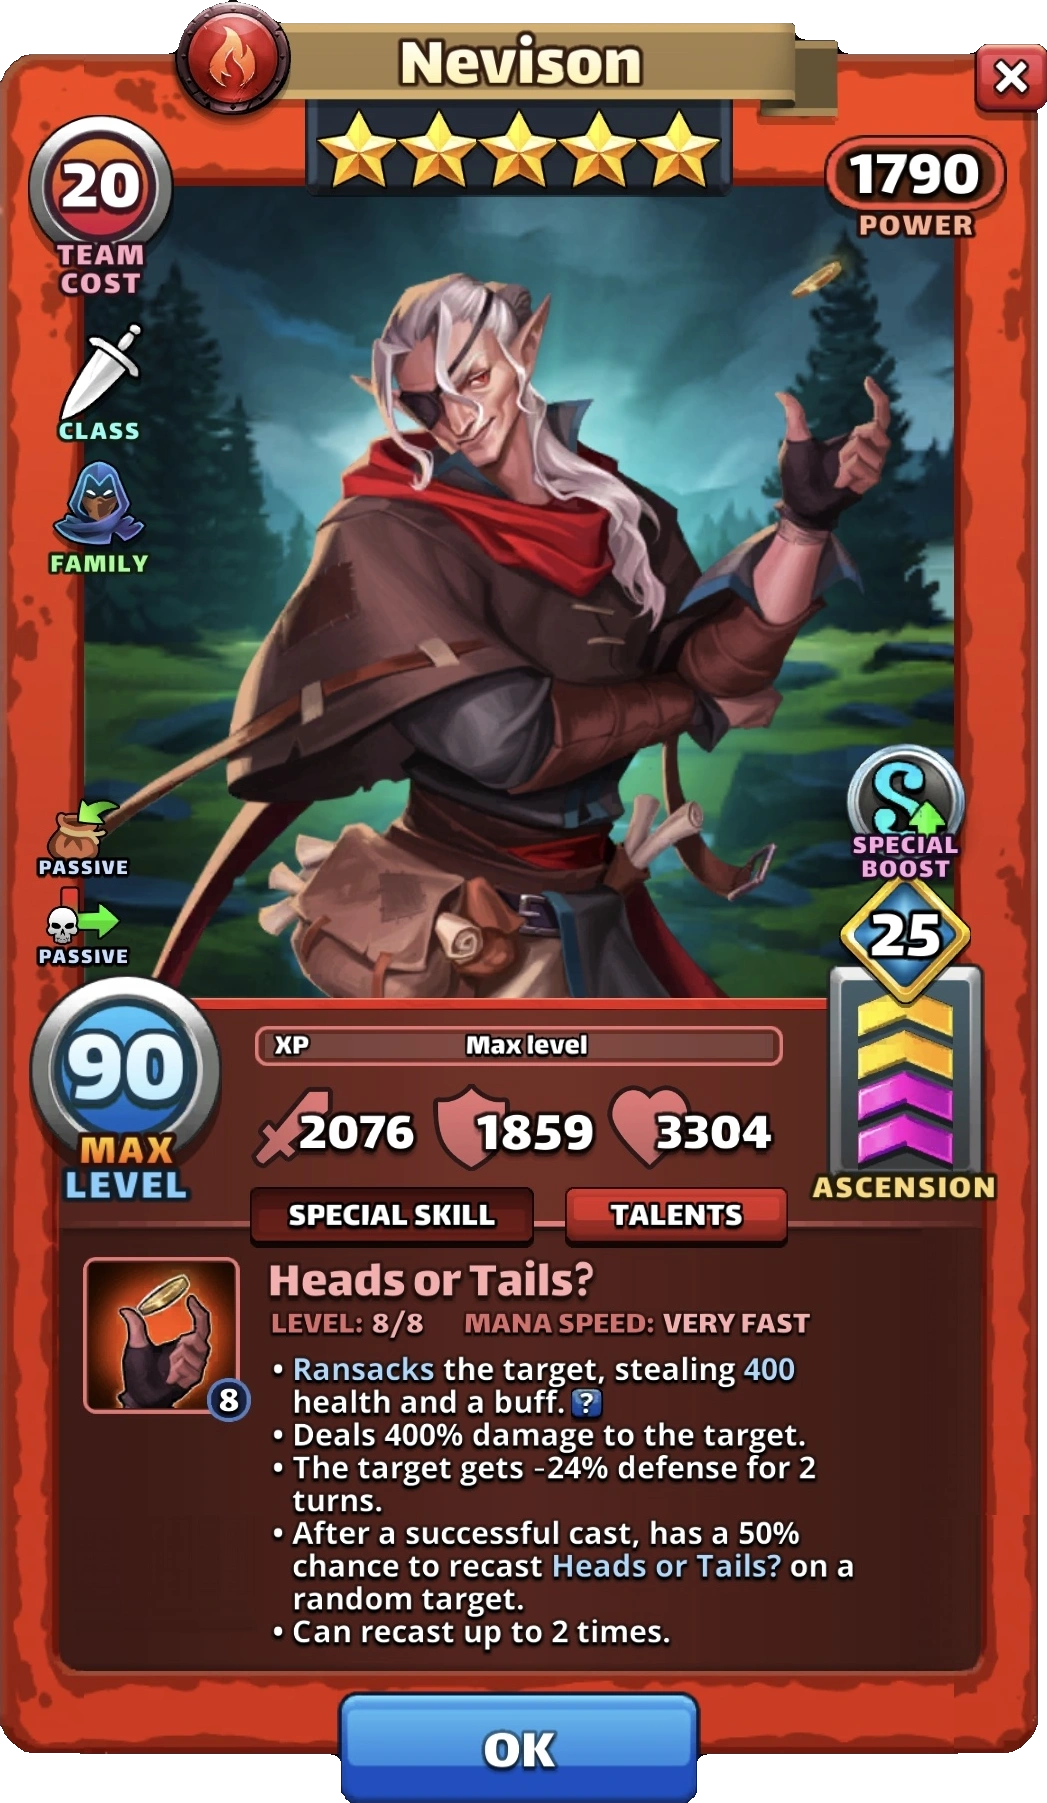 Nevison
20
TEAM
COST
1790
POWER
CLASS
FAMILY
PASSIVE
PASSIVE
S
SPECIAL
BOOST
25
90
MAX
LEVEL
XP Max level
2076 1859 3304
ASCENSION
SPECIAL SKILL TALENTS
Heads or Tails?
LEVEL: 8/8 MANA SPEED: VERY FAST
8
• Ransacks the target, stealing 400
health and a buff. ?
• Deals 400% damage to the target.
• The target gets -24% defense for 2
turns.
• After a successful cast, has a 50%
chance to recast Heads or Tails? on a
random target.
• Can recast up to 2 times.
OK